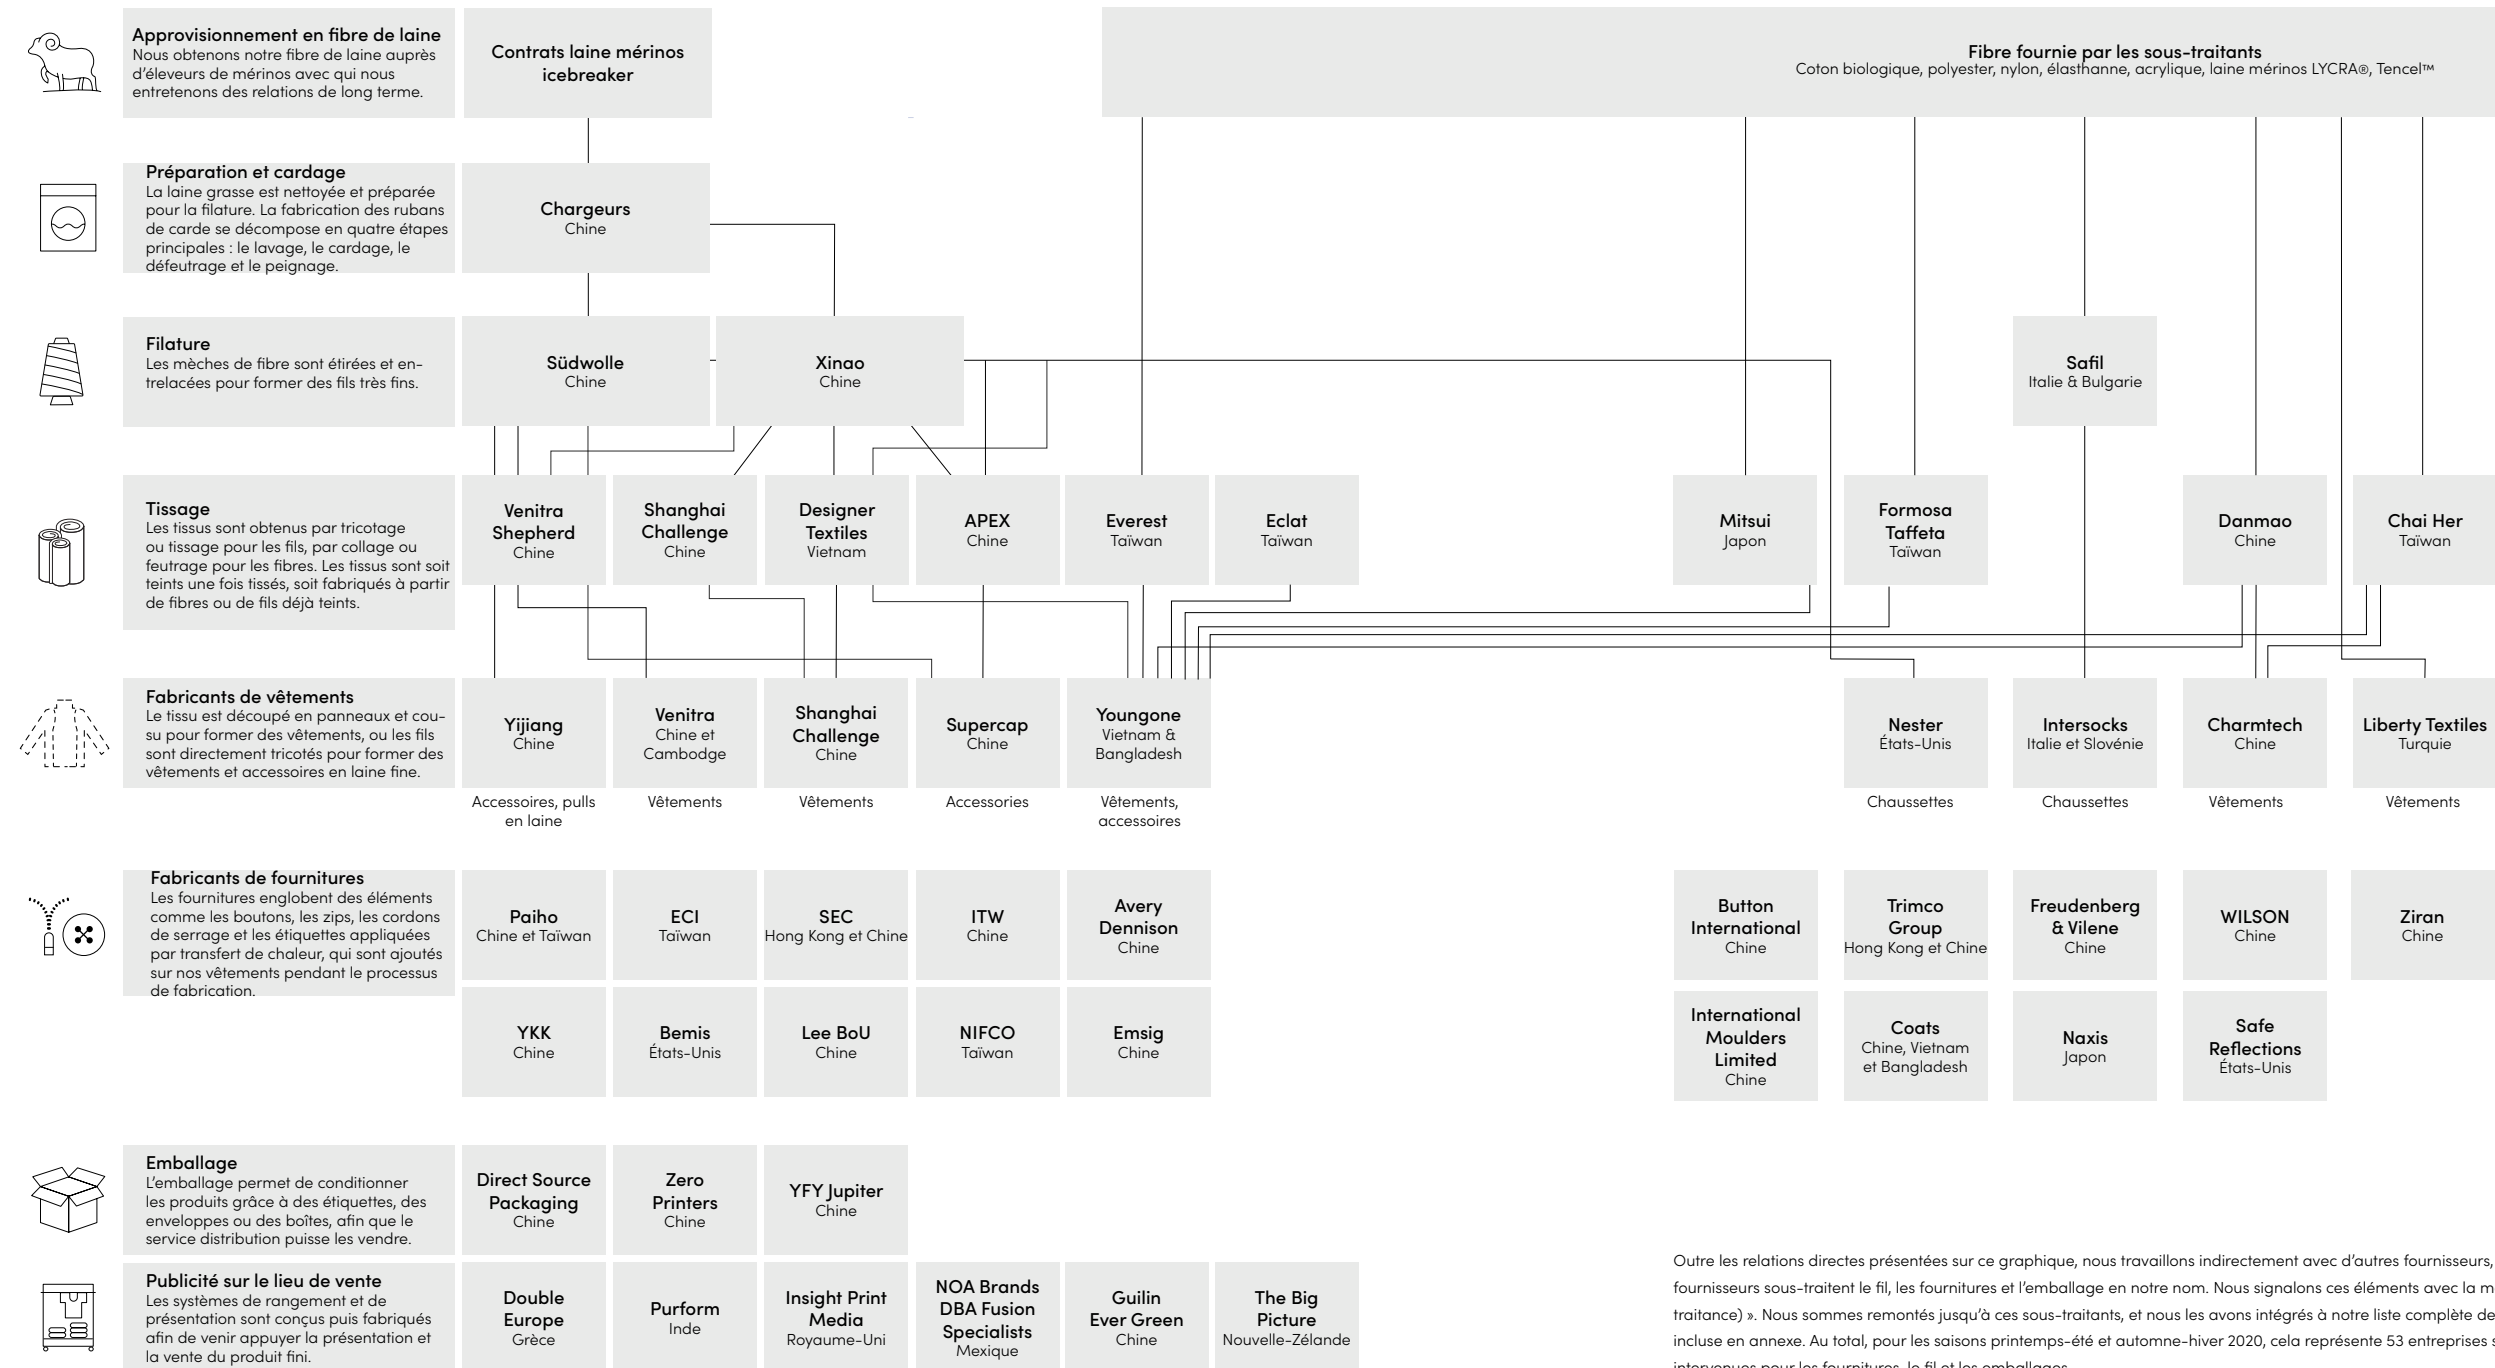 Approvisionnement en fibre de laine
Nous obtenons notre fibre de laine auprès
d'éleveurs de mérinos avec qui nous
entretenons des relations de long terme.
Contrats laine mérinos
icebreaker
Fibre fournie par les sous-traitants
Coton biologique, polyester, nylon, élasthanne, acrylique, laine mérinos LYCRA®, Tencel™
Préparation et cardage
La laine grasse est nettoyée et préparée
pour la filature. La fabrication des rubans
de carde se décompose en quatre étapes
principales : le lavage, le cardage, le
défeutrage et le peignage.
Chargeurs
Chine
Filature
Les mèches de fibre sont étirées et en-
trelacées pour former des fils très fins.
Südwolle
Chine
Xinao
Chine
Safil
Italie & Bulgarie
Tissage
Les tissus sont obtenus par tricotage
ou tissage pour les fils, par collage ou
feutrage pour les fibres. Les tissus sont soit
teints une fois tissés, soit fabriqués à partir
de fibres ou de fils déjà teints.
Venitra
Shepherd
Chine
Shanghai
Challenge
Chine
Designer
Textiles
Vietnam
APEX
Chine
Everest
Taïwan
Eclat
Taïwan
Mitsui
Japon
Formosa
Taffeta
Taïwan
Danmao
Chine
Chai Her
Taïwan
Fabricants de vêtements
Le tissu est découpé en panneaux et cou-
su pour former des vêtements, ou les fils
sont directement tricotés pour former des
vêtements et accessoires en laine fine.
Yijiang
Chine
Venitra
Chine et
Cambodge
Shanghai
Challenge
Chine
Supercap
Chine
Youngone
Vietnam &
Bangladesh
Nester
États-Unis
Intersocks
Italie et Slovénie
Charmtech
Chine
Liberty Textiles
Turquie
Accessoires, pulls
en laine
Vêtements
Vêtements
Accessories
Vêtements,
accessoires
Chaussettes
Chaussettes
Vêtements
Vêtements
Fabricants de fournitures
Les fournitures englobent des éléments
comme les boutons, les zips, les cordons
de serrage et les étiquettes appliquées
par transfert de chaleur, qui sont ajoutés
sur nos vêtements pendant le processus
de fabrication.
Paiho
Chine et Taïwan
ECI
Taïwan
SEC
Hong Kong et Chine
ITW
Chine
Avery
Dennison
Chine
Button
International
Chine
Trimco
Group
Hong Kong et Chine
Freudenberg
& Vilene
Chine
WILSON
Chine
Ziran
Chine
YKK
Chine
Bemis
États-Unis
Lee BoU
Chine
NIFCO
Taïwan
Emsig
Chine
International
Moulders
Limited
Chine
Coats
Chine, Vietnam
et Bangladesh
Naxis
Japon
Safe
Reflections
États-Unis
Emballage
L'emballage permet de conditionner
les produits grâce à des étiquettes, des
enveloppes ou des boîtes, afin que le
service distribution puisse les vendre.
Direct Source
Packaging
Chine
Zero
Printers
Chine
YFY Jupiter
Chine
Publicité sur le lieu de vente
Les systèmes de rangement et de
présentation sont conçus puis fabriqués
afin de venir appuyer la présentation et
la vente du produit fini.
Double
Europe
Grèce
Purform
Inde
Insight Print
Media
Royaume-Uni
NOA Brands
DBA Fusion
Specialists
Mexique
Guilin
Ever Green
Chine
The Big
Picture
Nouvelle-Zélande
Outre les relations directes présentées sur ce graphique, nous travaillons indirectement avec d'autres fournisseurs,
fournisseurs sous-traitent le fil, les fournitures et l'emballage en notre nom. Nous signalons ces éléments avec la
traitance) ». Nous sommes remontés jusqu'à ces sous-traitants, et nous les avons intégrés à notre liste complète de
incluse en annexe. Au total, pour les saisons printemps-été et automne-hiver 2020, cela représente 53 entreprises
intervenues pour les fournitures, le fil et les emballages.